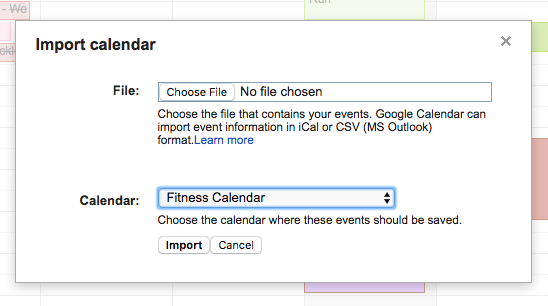 - We
Run
Import calendar
×
File: Choose File No file chosen
Choose the file that contains your events. Google Calendar can
import event information in iCal or CSV (MS Outlook)
format.Learn more
Calendar: Fitness Calendar
Choose the calendar where these events should be saved.
Import Cancel